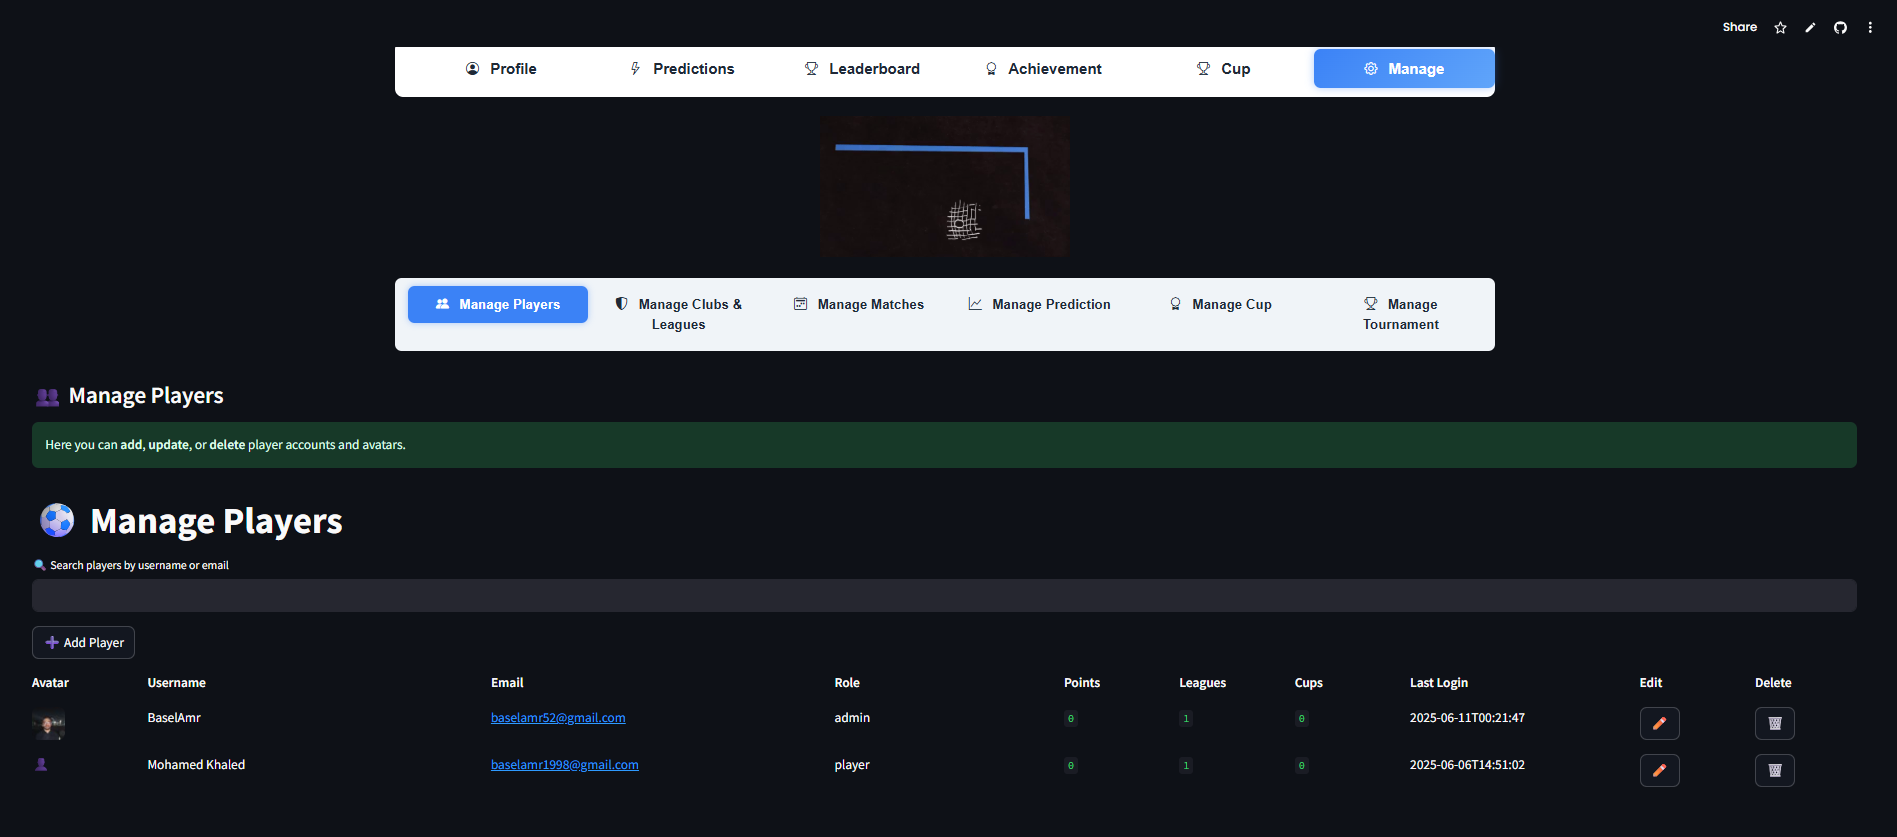 Share
Profile Predictions Leaderboard Achievement Cup Manage
Manage Players Manage Clubs & Manage Matches Manage Prediction Manage Cup Manage
Leagues Tournament
Manage Players
Here you can add, update, or delete player accounts and avatars.
Manage Players
Search players by username or email
Add Player
Avatar Username Email Role Points Leagues Cups Last Login Edit Delete
BaselAmr baselamr52@gmail.com admin 0 1 0 2025-06-11T00:21:47
Mohamed Khaled baselamr1998@gmail.com player 0 1 0 2025-06-06T14:51:02